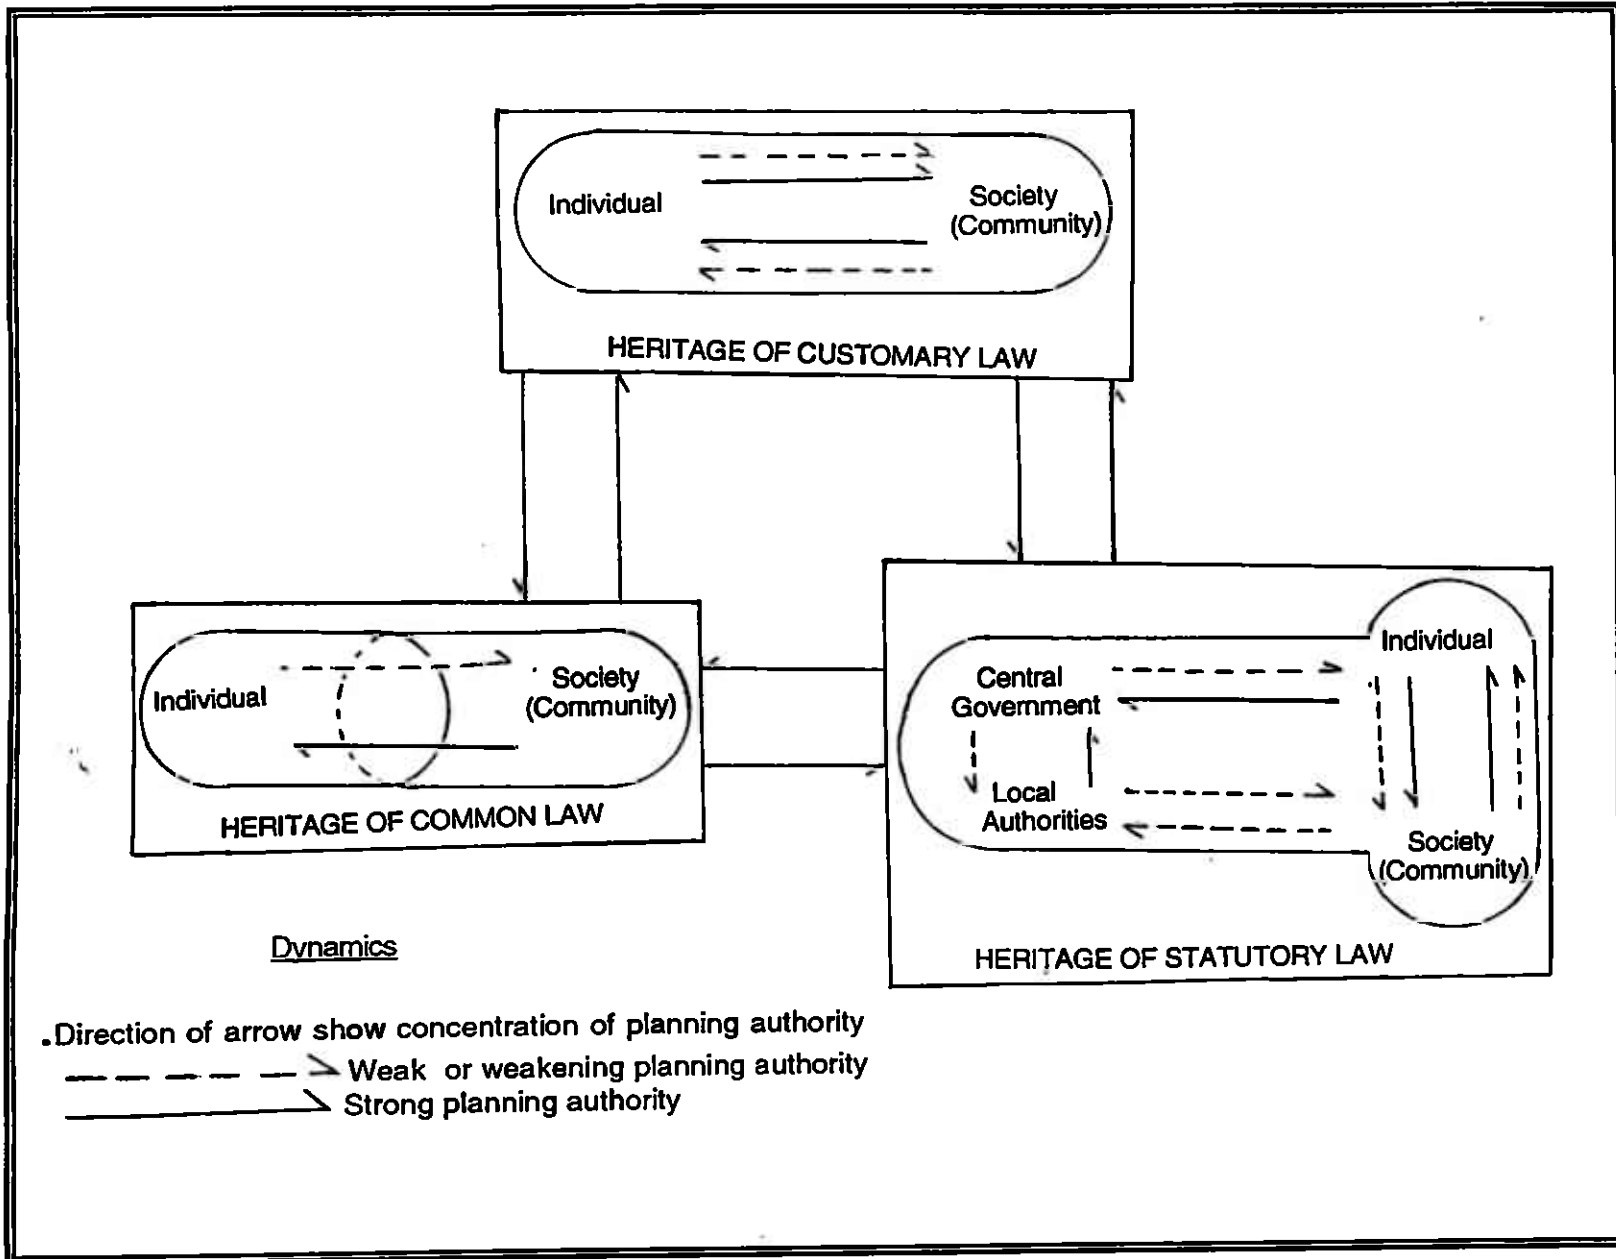 Individual
Society
(Community)
HERITAGE OF CUSTOMARY LAW
Individual
Society
(Community)
HERITAGE OF COMMON LAW
Central
Government
Local
Authorities
Individual
Society
(Community)
HERITAGE OF STATUTORY LAW
Dynamics
.Direction of arrow show concentration of planning authority
Weak or weakening planning authority
Strong planning authority